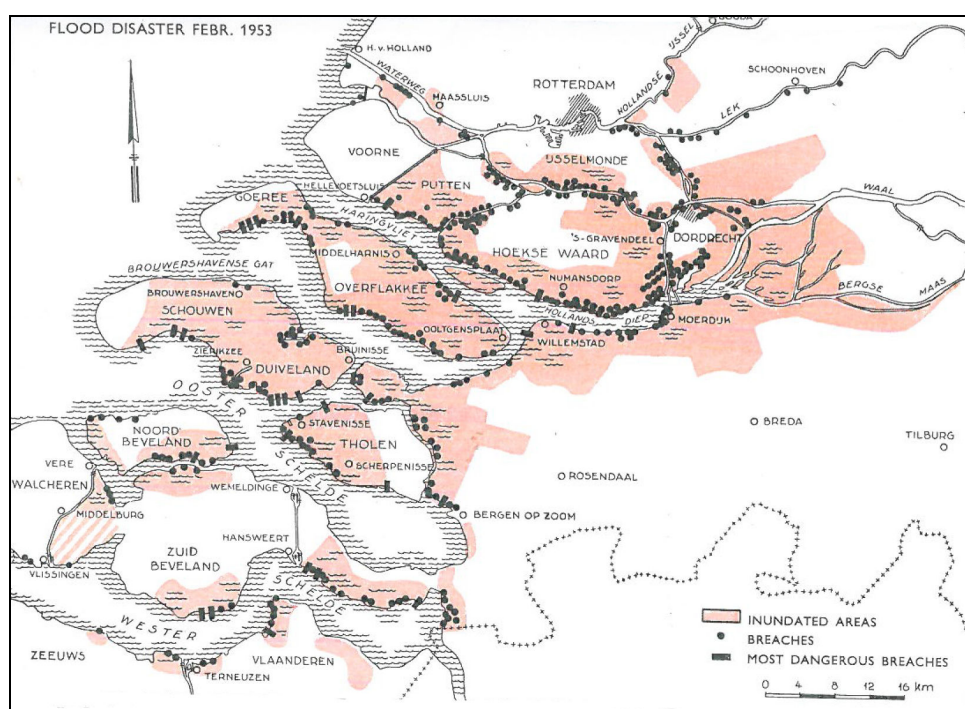 FLOOD DISASTER FEBR. 1953
GOUDA
H. v. HOLLAND
WATERWEG
HOLLANDSE IJSSEL
SCHOONHOVEN
ROTTERDAM
MAASSLUIS
LEK
VOORNE
IJSSELMONDE
PUTTEN
HELLEVOETSLUIS
WAAL
GOEREE
HARINGVLIET
'S-GRAVENDEEL
DORDRECHT
MIDDELHARNIS
HOEKSE WAARD
BROUWERSHAVENSE GAT
NUMANSDORP
BERGSE MAAS
BROUWERSHAVEN
OVERFLAKKEE
HOLLANDS DIEP
SCHOUWEN
MOERDIJK
OOLTGENSPLAAT
WILLEMSTAD
ZIERIKZEE
BRUINISSE
DUIVELAND
OOSTER SCHELDE
STAVENISSE
BREDA
NOORD-
BEVELAND
THOLEN
TILBURG
VERE
SCHERPENISSE
ROSENDAAL
WALCHEREN
WEMELDINGE
MIDDELBURG
BERGEN OP ZOOM
HANSWEERT
ZUID
BEVELAND
VLISSINGEN
WESTER SCHELDE
INUNDATED AREAS
BREACHES
ZEEUWS VLAANDEREN
MOST DANGEROUS BREACHES
TERNEUZEN
0 4 8 12 16 km